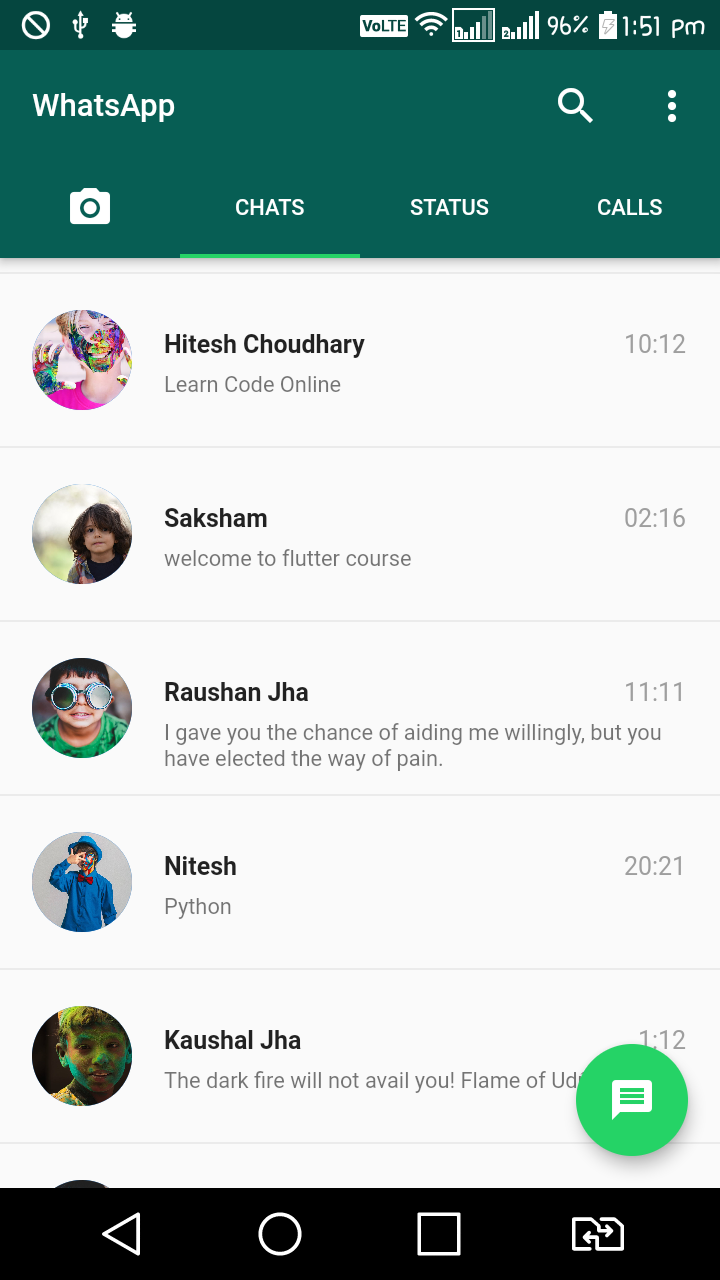 VoLTE 1 2 96% 1:51 pm
WhatsApp
CHATS STATUS CALLS
Hitesh Choudhary 10:12
Learn Code Online
Saksham 02:16
welcome to flutter course
Raushan Jha 11:11
I gave you the chance of aiding me willingly, but you
have elected the way of pain.
Nitesh 20:21
Python
Kaushal Jha 1:12
The dark fire will not avail you! Flame of